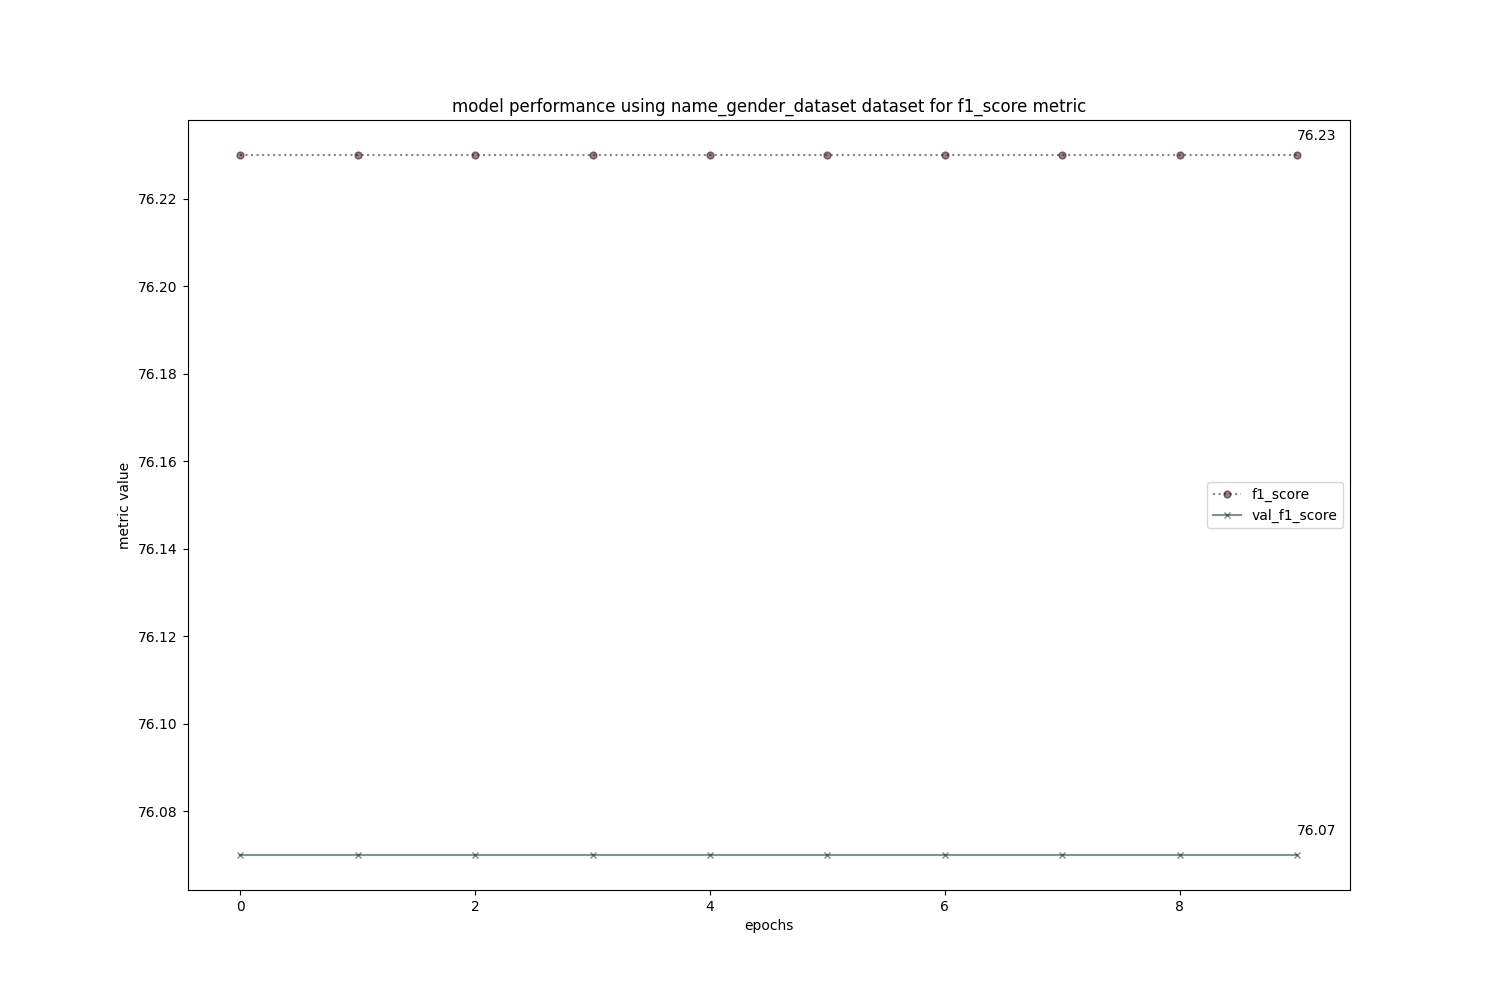 model performance using name_gender_dataset dataset for f1_score metric
76.23
76.22
76.20
76.18
76.16
76.14
76.12
76.10
76.08
metric value
f1_score
val_f1_score
76.07
0 2 4 6 8
epochs